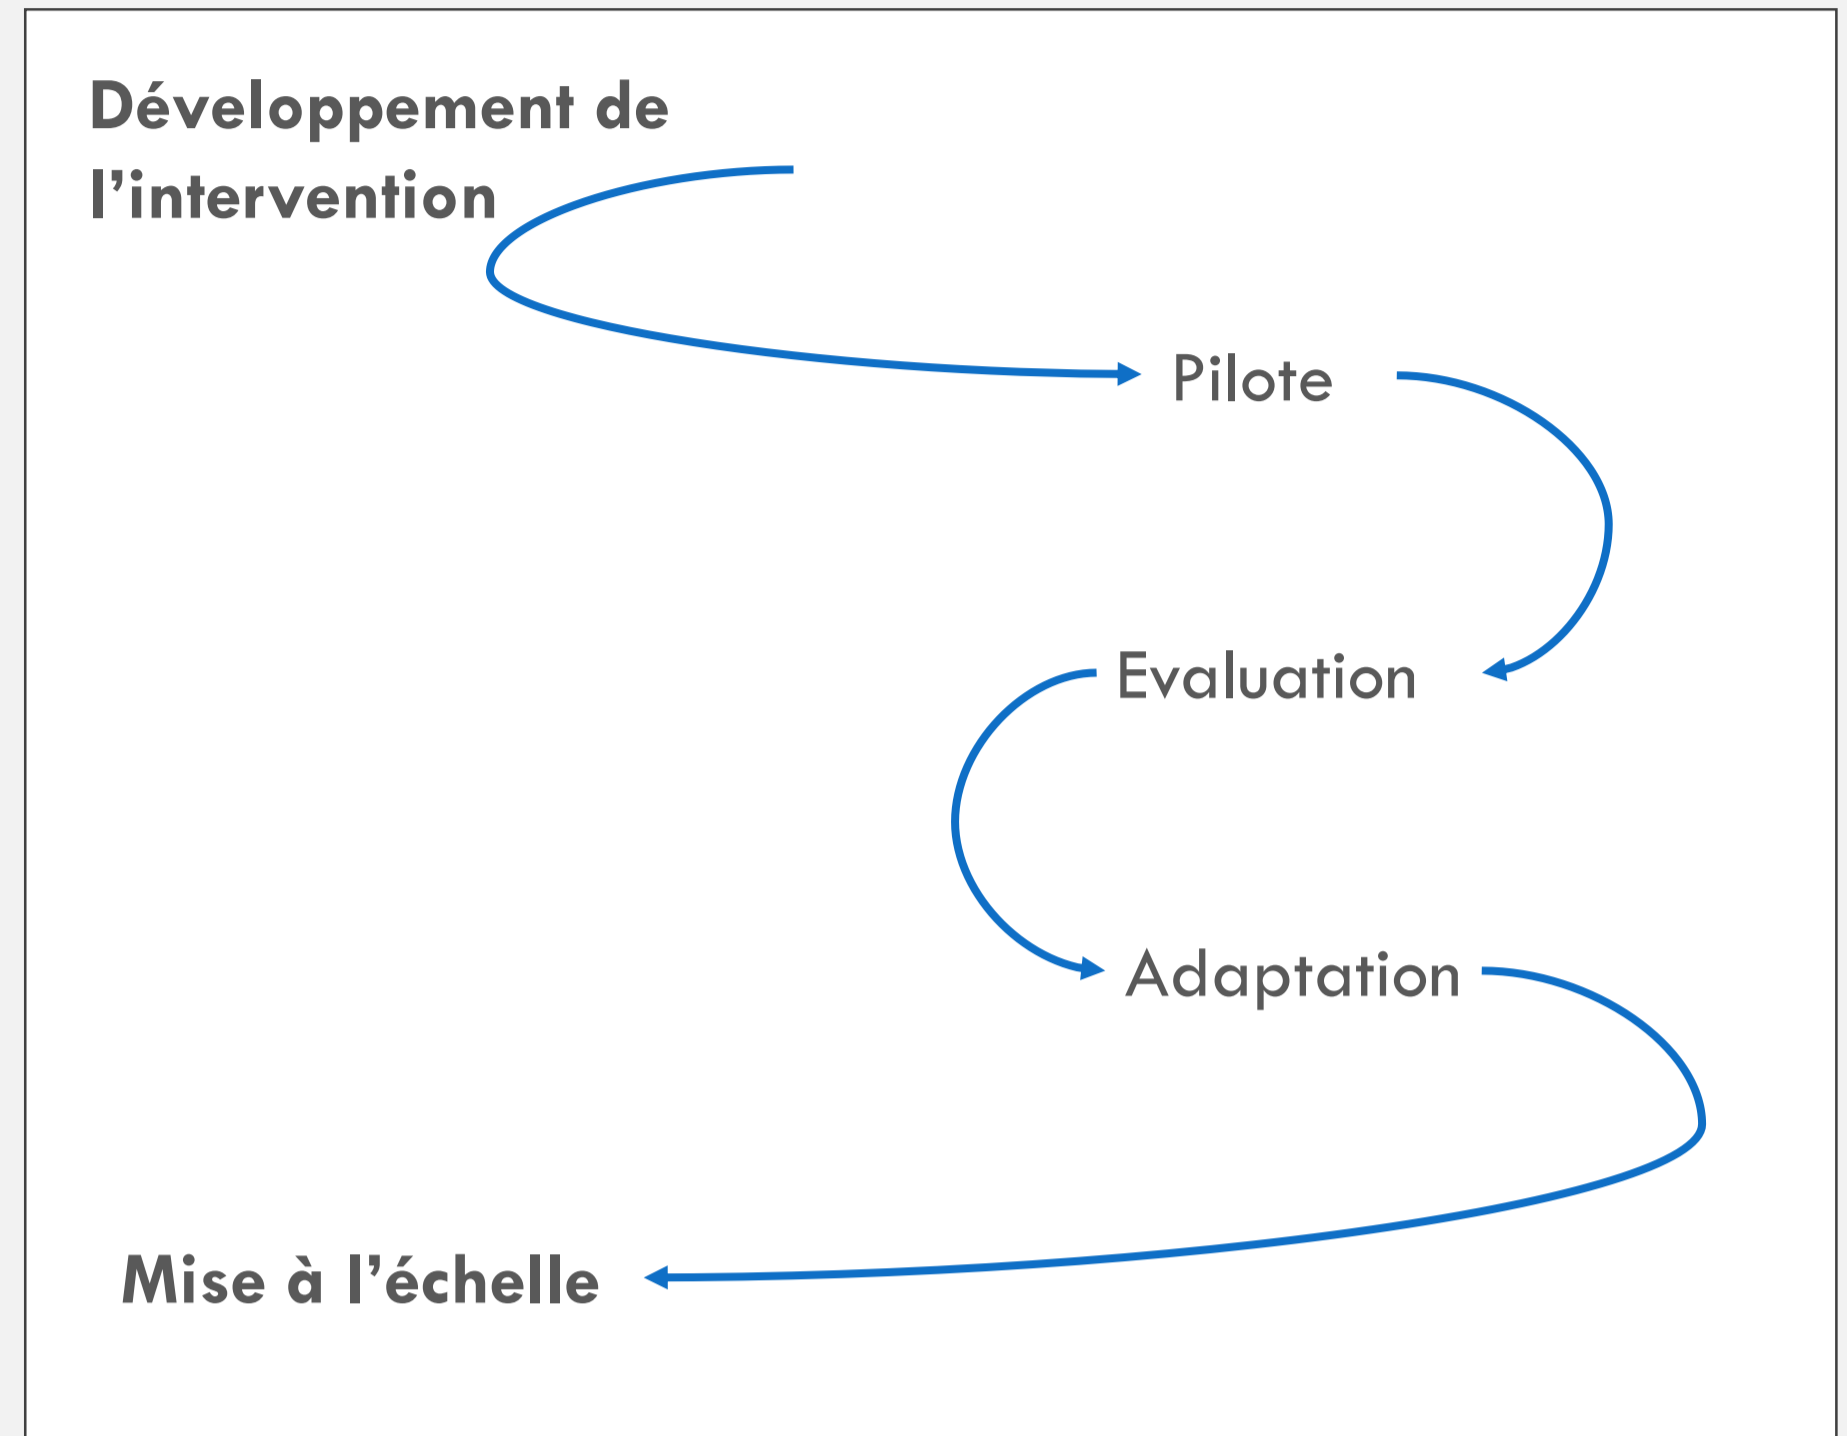 Développement de
l’intervention
Pilote
Evaluation
Adaptation
Mise à l’échelle